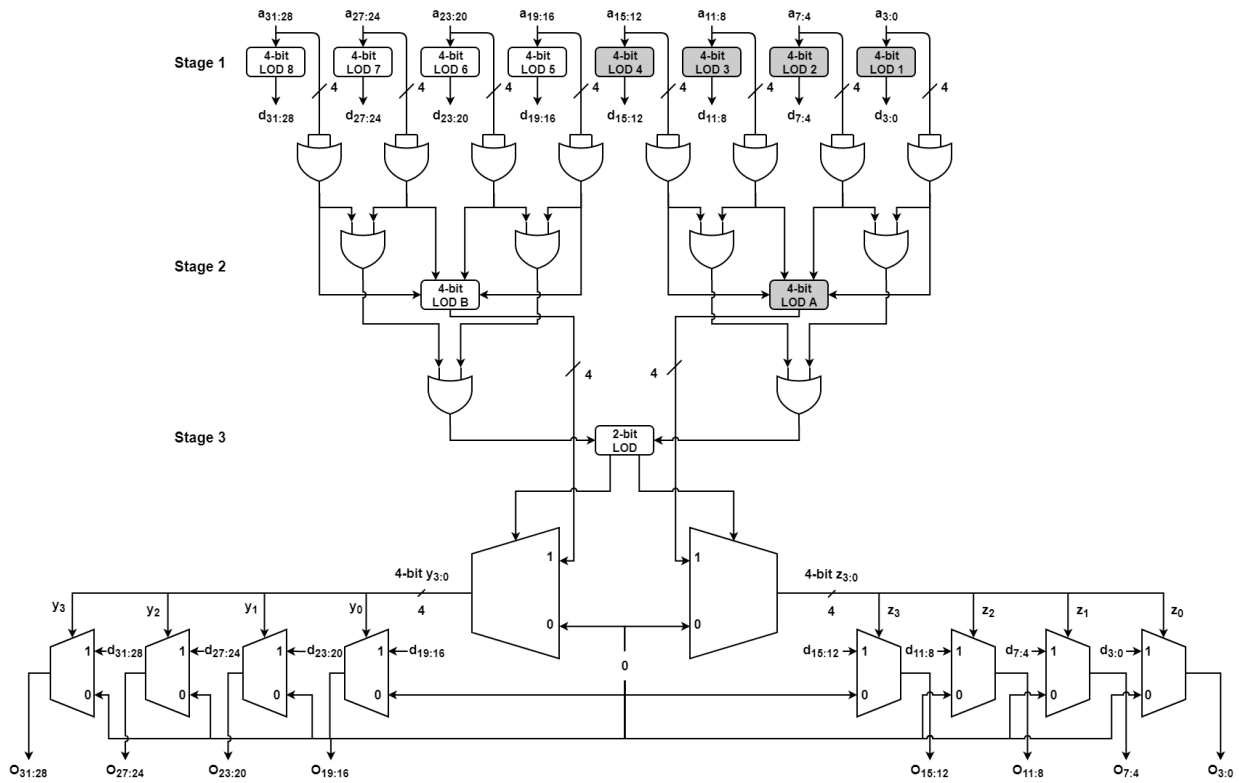 a31:28 a27:24 a23:20 a19:16 a15:12 a11:8 a7:4 a3:0
Stage 1
4-bit LOD 8
4-bit LOD 7
4-bit LOD 6
4-bit LOD 5
4-bit LOD 4
4-bit LOD 3
4-bit LOD 2
4-bit LOD 1
4 4 4 4 4 4 4 4
d31:28 d27:24 d23:20 d19:16 d15:12 d11:8 d7:4 d3:0
Stage 2
4-bit LOD B
4-bit LOD A
4 4
Stage 3
2-bit LOD
1 1
4-bit y3:0
4-bit z3:0
4 4
y3 y2 y1 y0
0 0
z3 z2 z1 z0
1 d31:28 1 d27:24 1 d23:20 1 d19:16
0
d15:12 1 d11:8 1 d7:4 1 d3:0 1
0 0 0 0 0 0 0 0
O31:28 O27:24 O23:20 O19:16 O15:12 O11:8 O7:4 O3:0